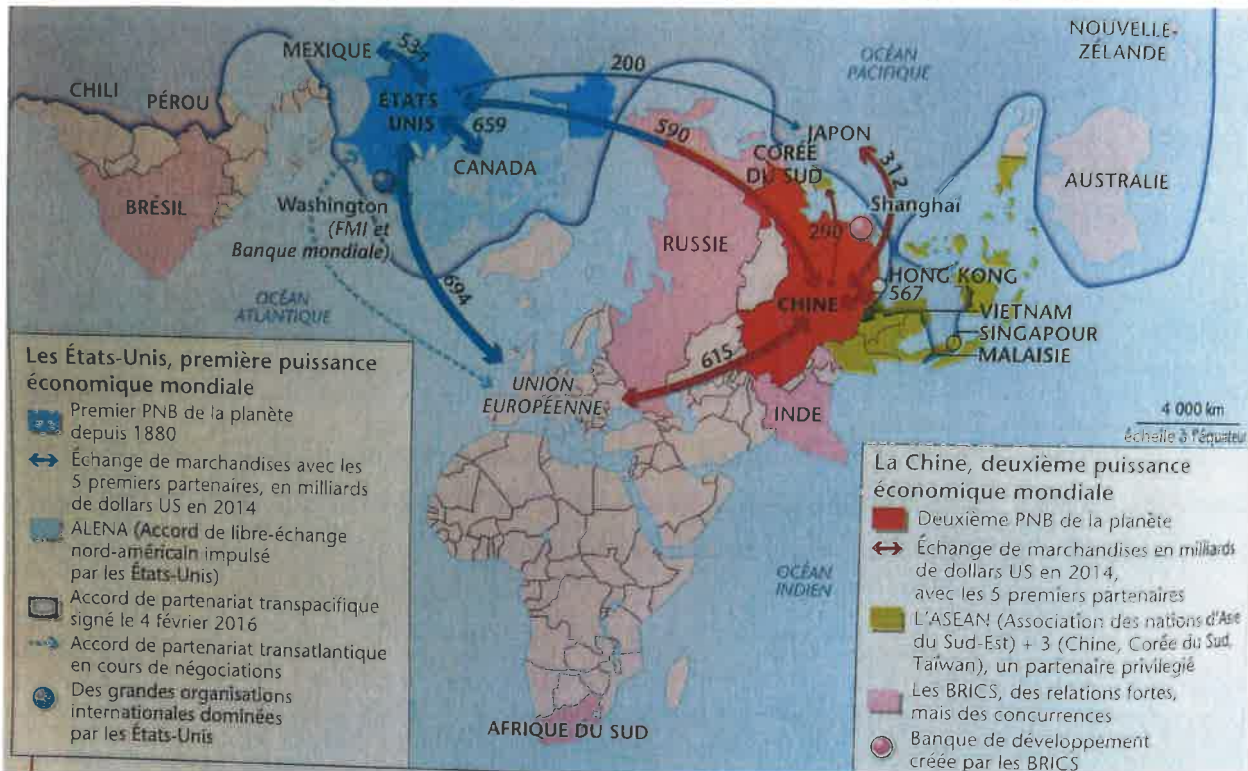 MEXIQUE
534
CHILI
PÉROU
ÉTATS
UNIS
659
CANADA
BRÉSIL
Washington
(FMI et
Banque mondiale)
OCÉAN
ATLANTIQUE
694
200
590
OCÉAN
PACIFIQUE
NOUVELLE-
ZÉLANDE
JAPON
312
CORÉE
DU SUD
Shanghaï
290
AUSTRALIE
RUSSIE
HONG KONG
567
CHINE
VIETNAM
SINGAPOUR
MALAISIE
615
UNION
EUROPÉENNE
INDE
4 000 km
échelle à l'équateur
OCÉAN
INDIEN
AFRIQUE DU SUD
Les États-Unis, première puissance
économique mondiale
Premier PNB de la planète
depuis 1880
Échange de marchandises avec les
5 premiers partenaires, en milliards
de dollars US en 2014
ALENA (Accord de libre-échange
nord-américain impulsé
par les États-Unis)
Accord de partenariat transpacifique
signé le 4 février 2016
Accord de partenariat transatlantique
en cours de négociations
Des grandes organisations
internationales dominées
par les États-Unis
La Chine, deuxième puissance
économique mondiale
Deuxième PNB de la planète
Échange de marchandises en milliards
de dollars US en 2014,
avec les 5 premiers partenaires
L'ASEAN (Association des nations d'Asie
du Sud-Est) + 3 (Chine, Corée du Sud,
Taïwan), un partenaire privilégié
Les BRICS, des relations fortes,
mais des concurrences
Banque de développement
créée par les BRICS